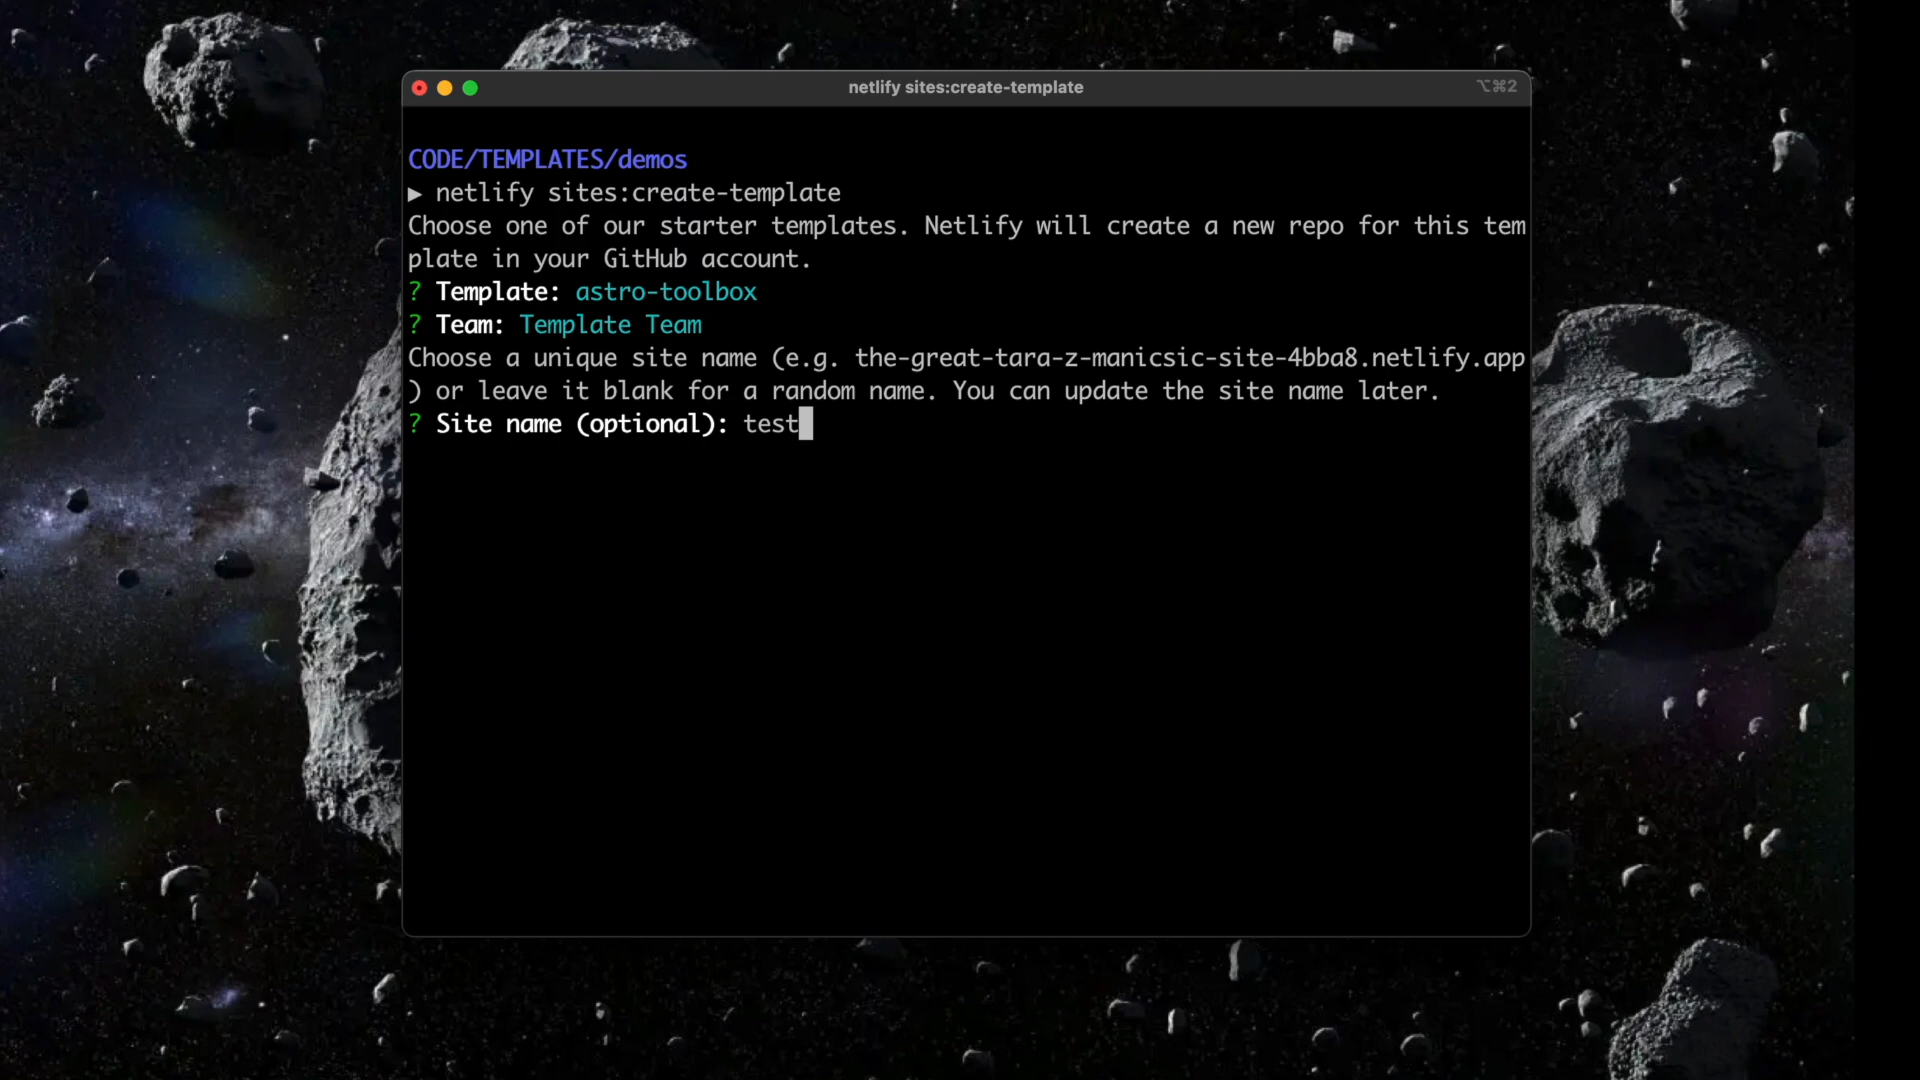 netlify sites:create-template
⌥⌘2
CODE/TEMPLATES/demos
▶ netlify sites:create-template
Choose one of our starter templates. Netlify will create a new repo for this tem
plate in your GitHub account.
? Template: astro-toolbox
? Team: Template Team
Choose a unique site name (e.g. the-great-tara-z-manicsic-site-4bba8.netlify.app
) or leave it blank for a random name. You can update the site name later.
? Site name (optional): test